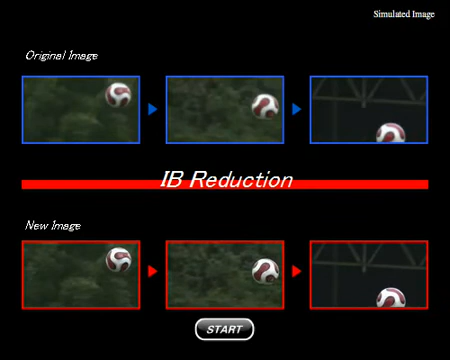 Simulated Image
Original Image
IB Reduction
New Image
START